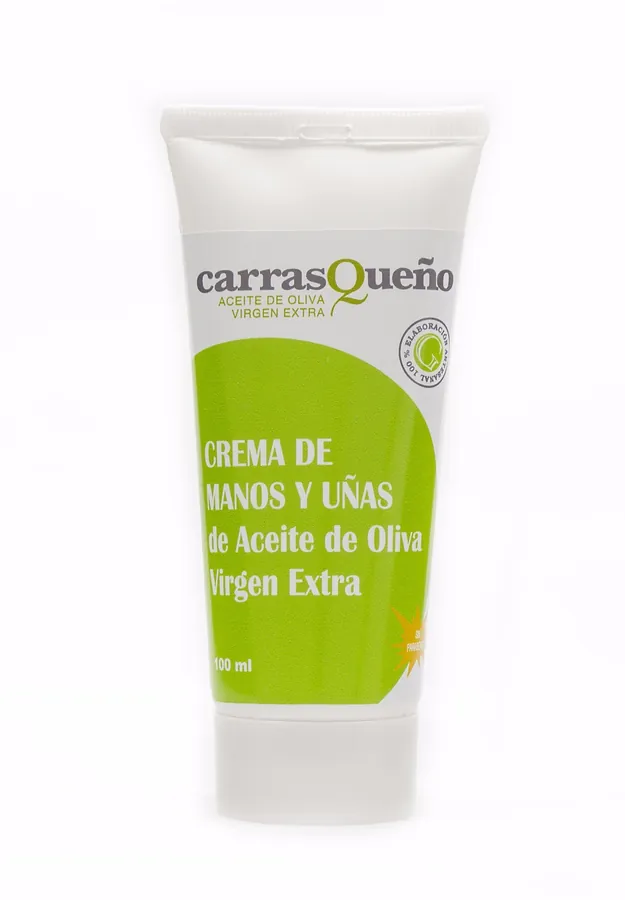 carrasQueño
ACEITE DE OLIVA
VIRGEN EXTRA
100 % ELABORACIÓN ARTESANAL
CREMA DE
MANOS Y UÑAS
de Aceite de Oliva
Virgen Extra
100 ml